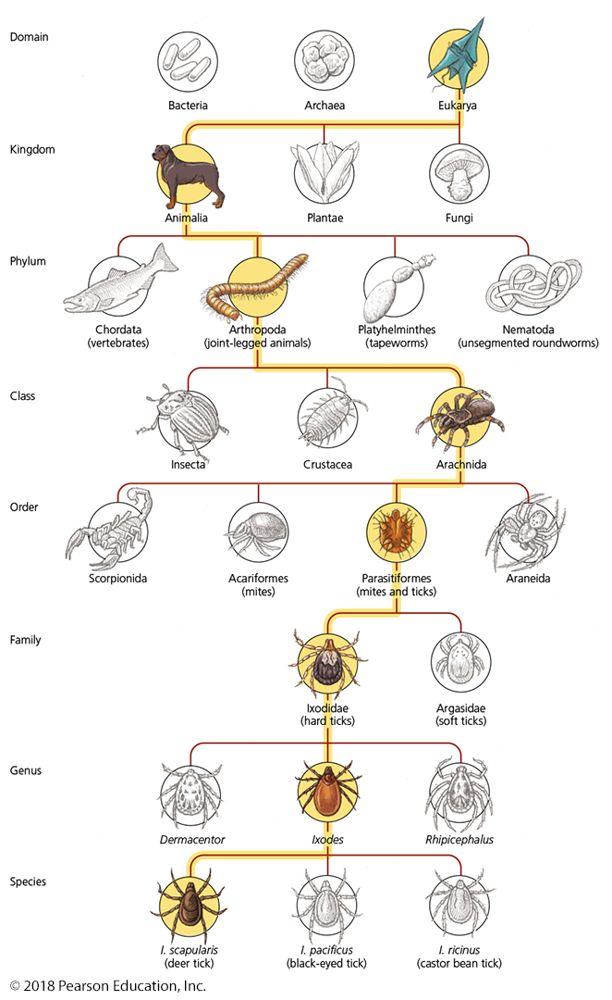 Domain
Bacteria
Archaea
Eukarya
Kingdom
Animalia
Plantae
Fungi
Phylum
Chordata
(vertebrates)
Arthropoda
(joint-legged animals)
Platyhelminthes
(tapeworms)
Nematoda
(unsegmented roundworms)
Class
Insecta
Crustacea
Arachnida
Order
Scorpionida
Acariformes
(mites)
Parasitiformes
(mites and ticks)
Araneida
Family
Ixodidae
(hard ticks)
Argasidae
(soft ticks)
Genus
Dermacentor
Ixodes
Rhipicephalus
Species
I. scapularis
(deer tick)
I. pacificus
(black-eyed tick)
I. ricinus
(castor bean tick)
© 2018 Pearson Education, Inc.